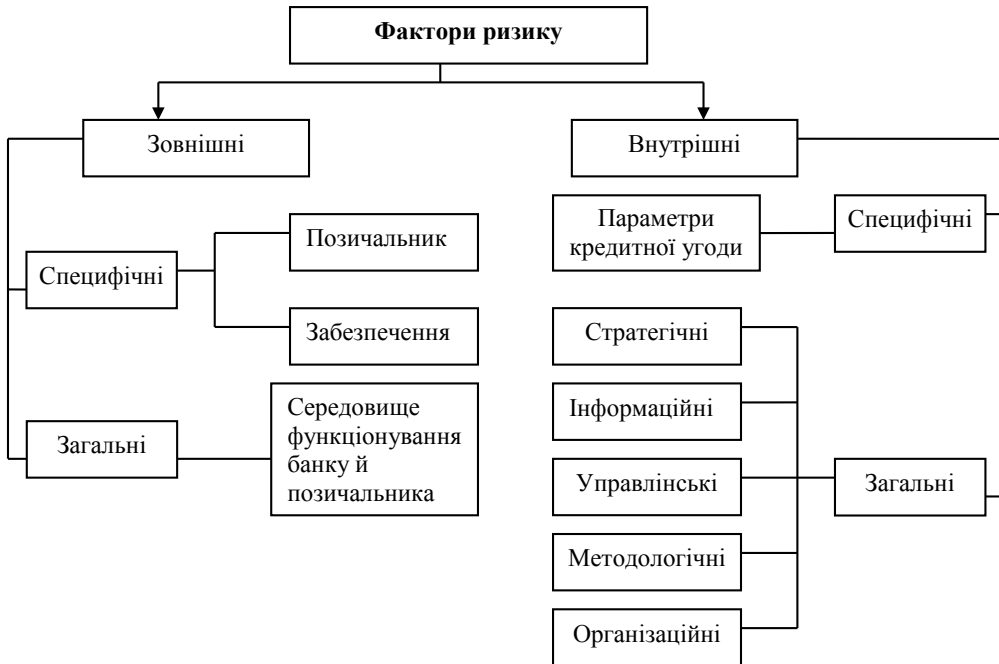 Фактори ризику
Зовнішні
Внутрішні
Специфічні
Позичальник
Забезпечення
Загальні
Середовище
функціонування
банку й
позичальника
Параметри
кредитної угоди
Специфічні
Стратегічні
Інформаційні
Управлінські
Методологічні
Організаційні
Загальні